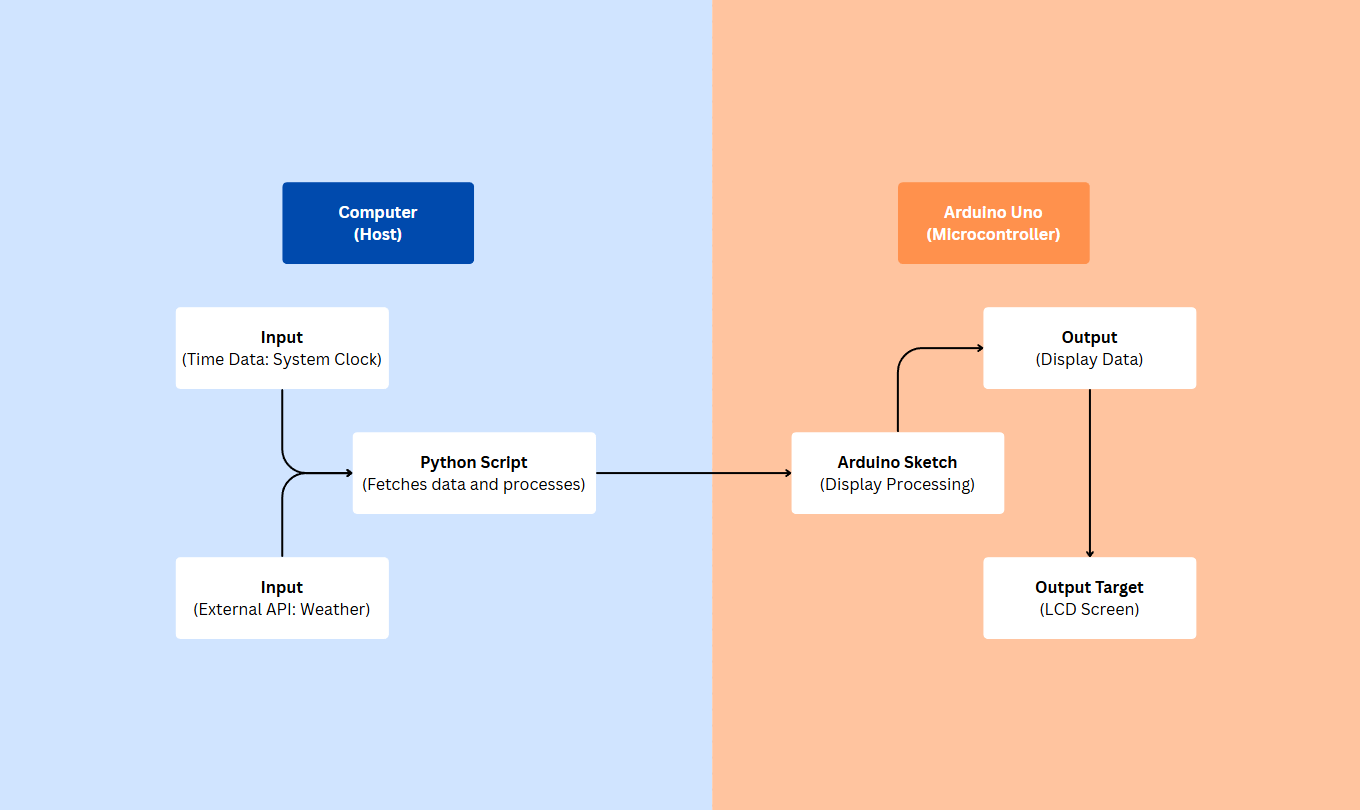 Computer
(Host)
Arduino Uno
(Microcontroller)
Input
(Time Data: System Clock)
Output
(Display Data)
Python Script
(Fetches data and processes)
Arduino Sketch
(Display Processing)
Input
(External API: Weather)
Output Target
(LCD Screen)